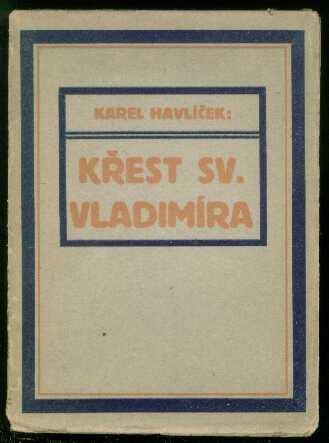 KAREL HAVLÍČEK:
KŘEST SV.
VLADIMÍRA